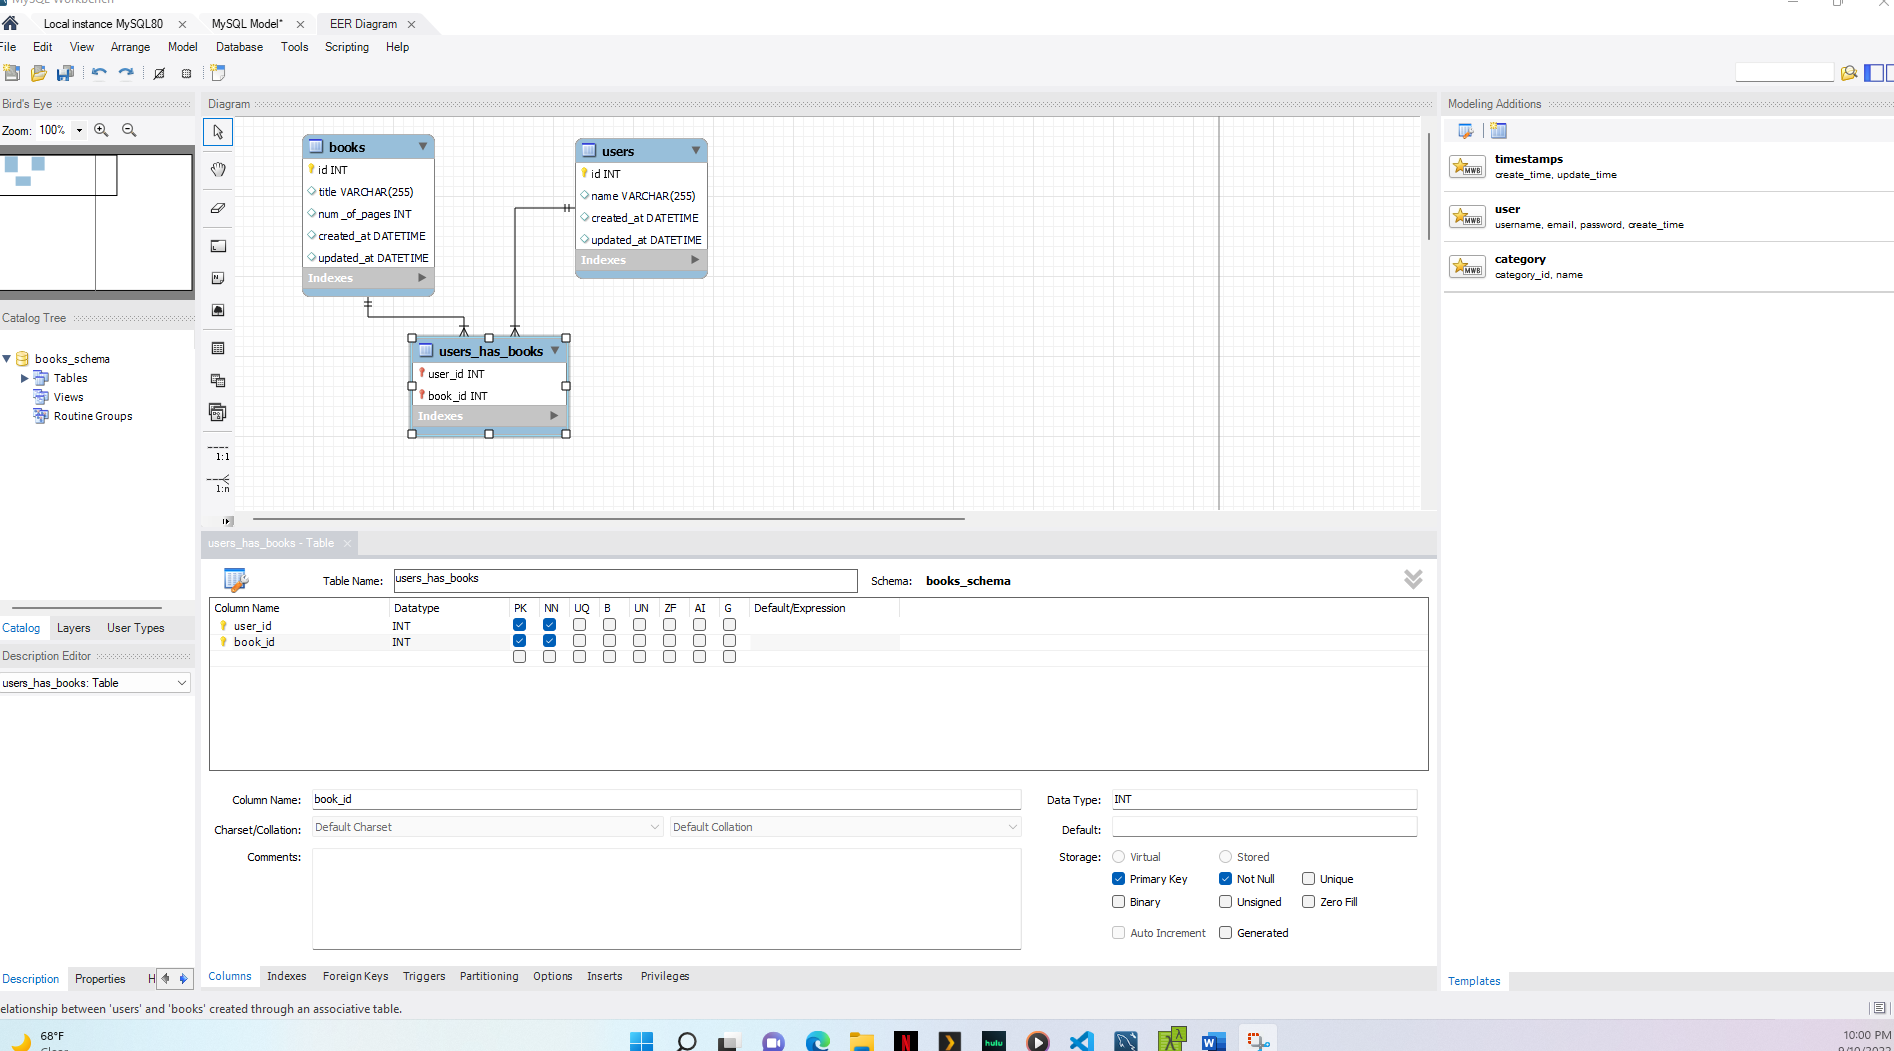 MySQL Workbench
Local instance MySQL80
MySQL Model*
EER Diagram
File Edit View Arrange Model Database Tools Scripting Help
Bird's Eye
Zoom: 100%
Diagram
Modeling Additions
timestamps
create_time, update_time
user
username, email, password, create_time
category
category_id, name
books
id INT
title VARCHAR(255)
num_of_pages INT
created_at DATETIME
updated_at DATETIME
Indexes
users
id INT
name VARCHAR(255)
created_at DATETIME
updated_at DATETIME
Indexes
users_has_books
user_id INT
book_id INT
Indexes
1:1
1:n
Catalog Tree
books_schema
Tables
Views
Routine Groups
Catalog Layers User Types
Description Editor
users_has_books: Table
Description Properties H
users_has_books - Table
Table Name: users_has_books Schema: books_schema
Column Name Datatype PK NN UQ B UN ZF AI G Default/Expression
user_id INT
book_id INT
Column Name: book_id Data Type: INT
Charset/Collation: Default Charset Default Collation Default:
Comments: Storage: Virtual Stored
Primary Key Not Null Unique
Binary Unsigned Zero Fill
Auto Increment Generated
Columns Indexes Foreign Keys Triggers Partitioning Options Inserts Privileges
Templates
elationship between 'users' and 'books' created through an associative table.
68°F
Clear
hulu
10:00 PM